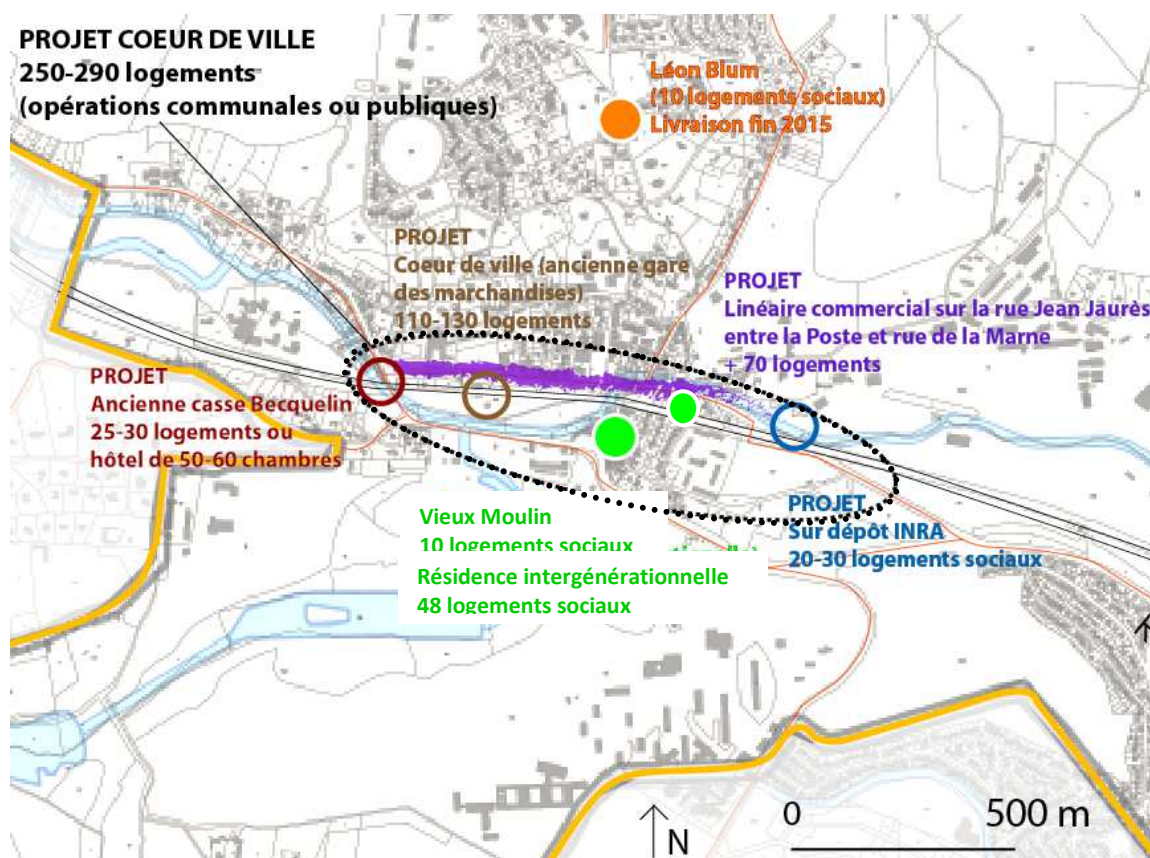 PROJET COEUR DE VILLE
250-290 logements
(opérations communales ou publiques)
Léon Blum
(10 logements sociaux)
Livraison fin 2015
PROJET
Coeur de ville (ancienne gare
des marchandises)
110-130 logements
PROJET
Linéaire commercial sur la rue Jean Jaurès
entre la Poste et rue de la Marne
+ 70 logements
PROJET
Ancienne casse Becquelin
25-30 logements ou
hôtel de 50-60 chambres
Vieux Moulin
10 logements sociaux
Résidence intergénérationnelle
48 logements sociaux
PROJET
Sur dépôt INRA
20-30 logements sociaux
N
0 500 m